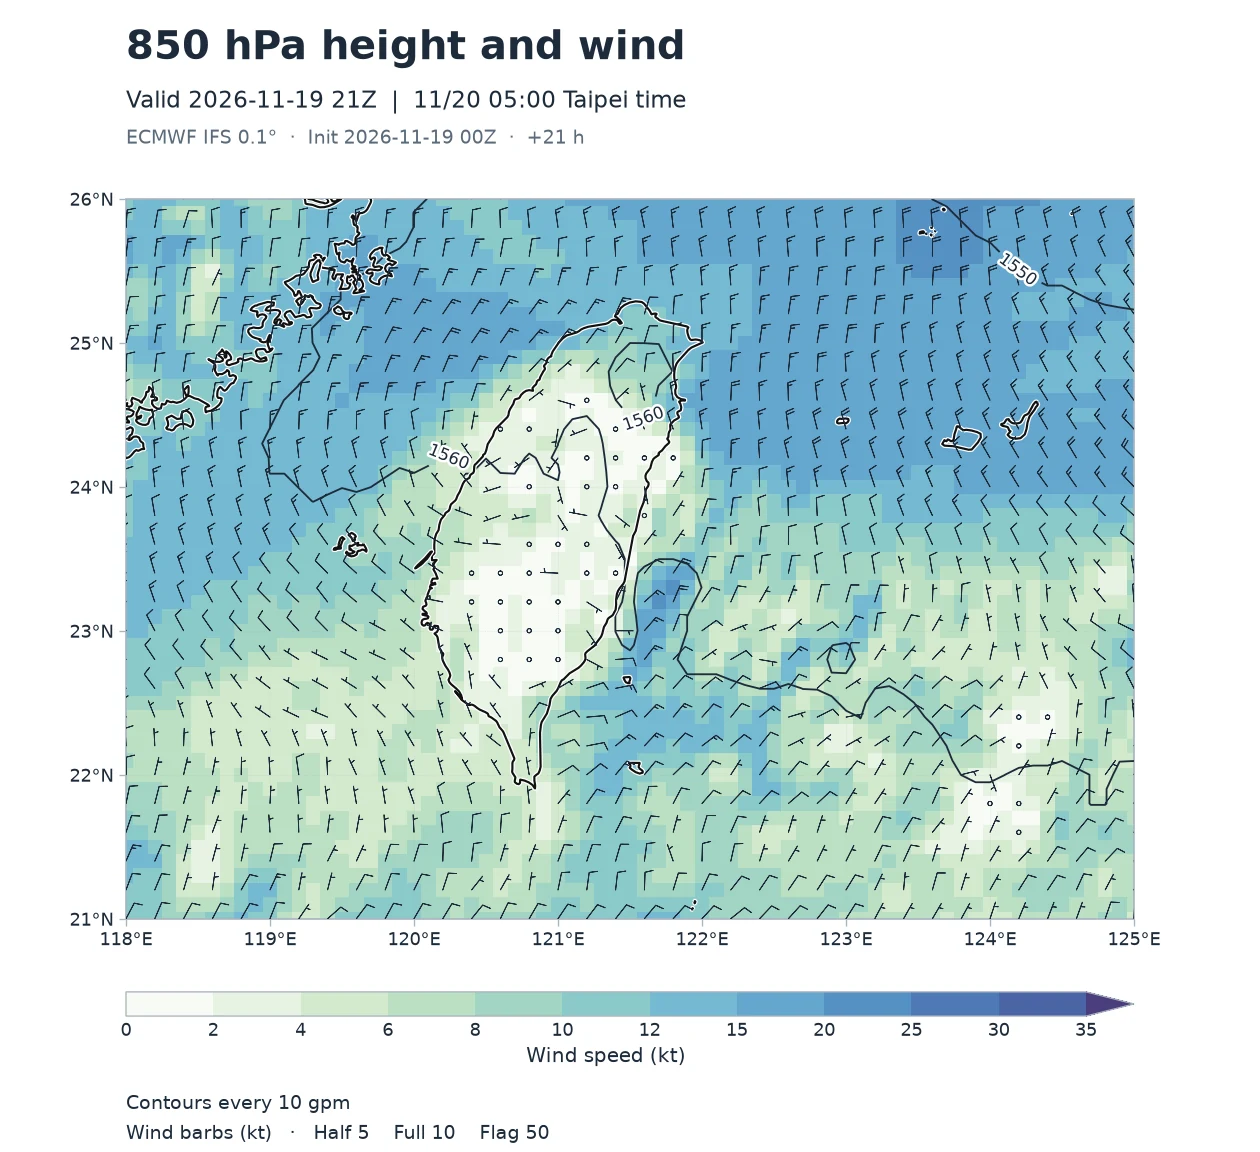 850 hPa height and wind
Valid 2026-11-19 21Z | 11/20 05:00 Taipei time
ECMWF IFS 0.1° · Init 2026-11-19 00Z · +21 h
26°N
25°N
24°N
23°N
22°N
21°N
1550
1560
1560
118°E 119°E 120°E 121°E 122°E 123°E 124°E 125°E
0 2 4 6 8 10 12 15 20 25 30 35
Wind speed (kt)
Contours every 10 gpm
Wind barbs (kt) · Half 5 Full 10 Flag 50